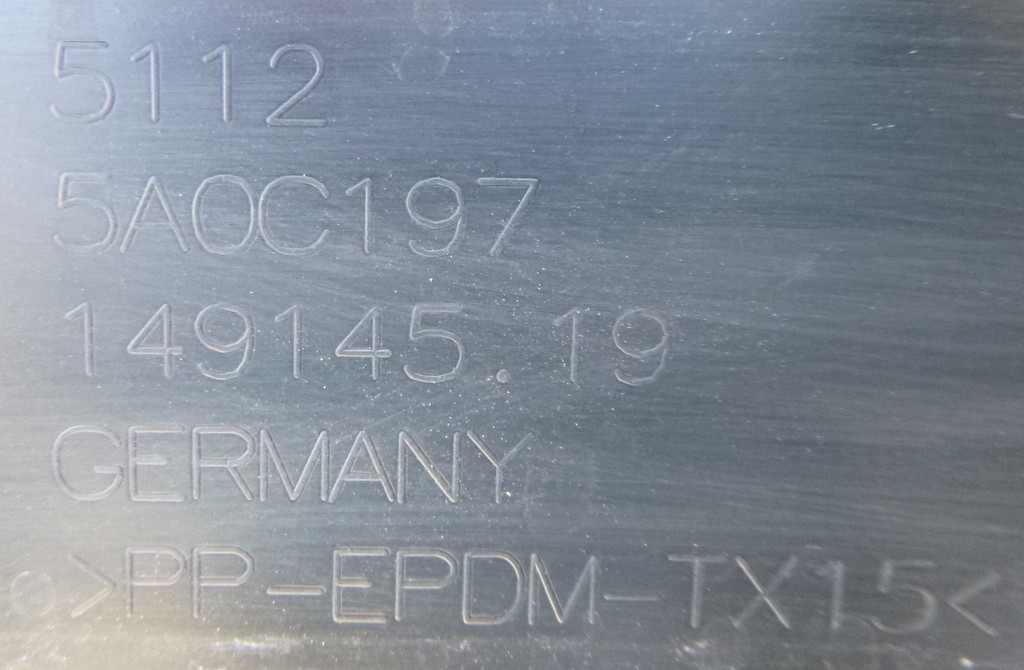 5112
5A0C197
149145.19
GERMANY
>PP-EPDM-TX15<